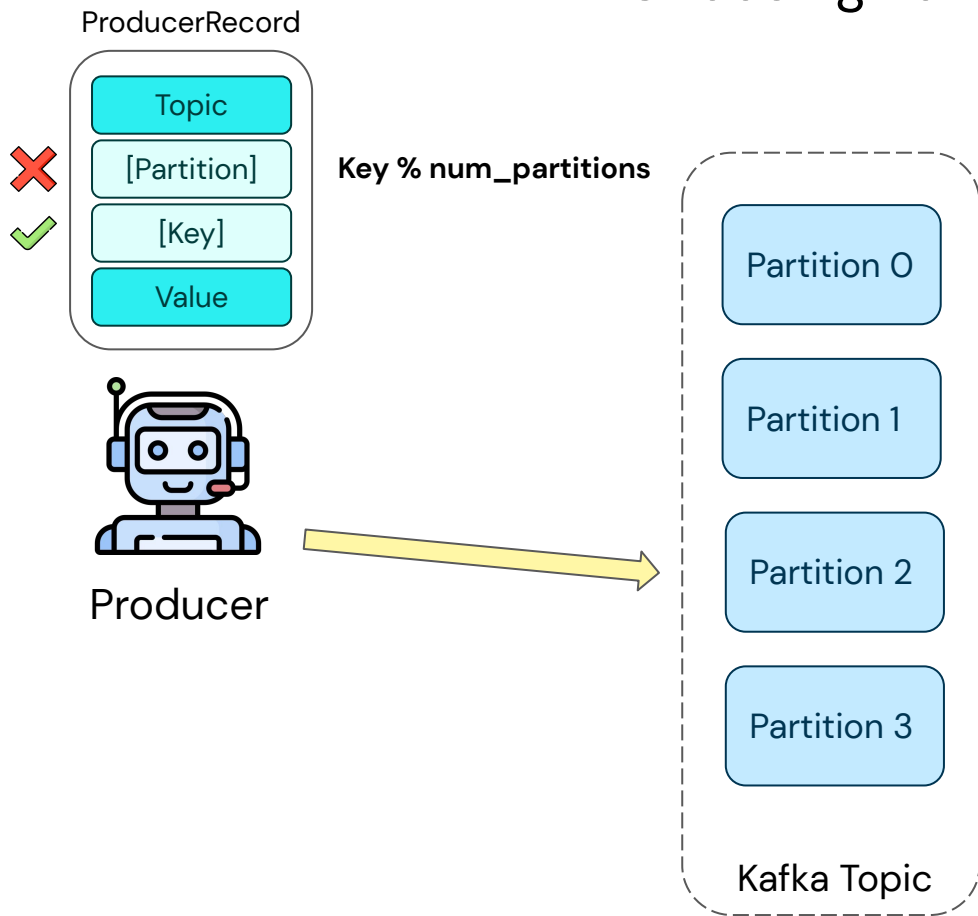 ProducerRecord
Topic
[Partition]
Key % num_partitions
[Key]
Value
Producer
Partition 0
Partition 1
Partition 2
Partition 3
Kafka Topic